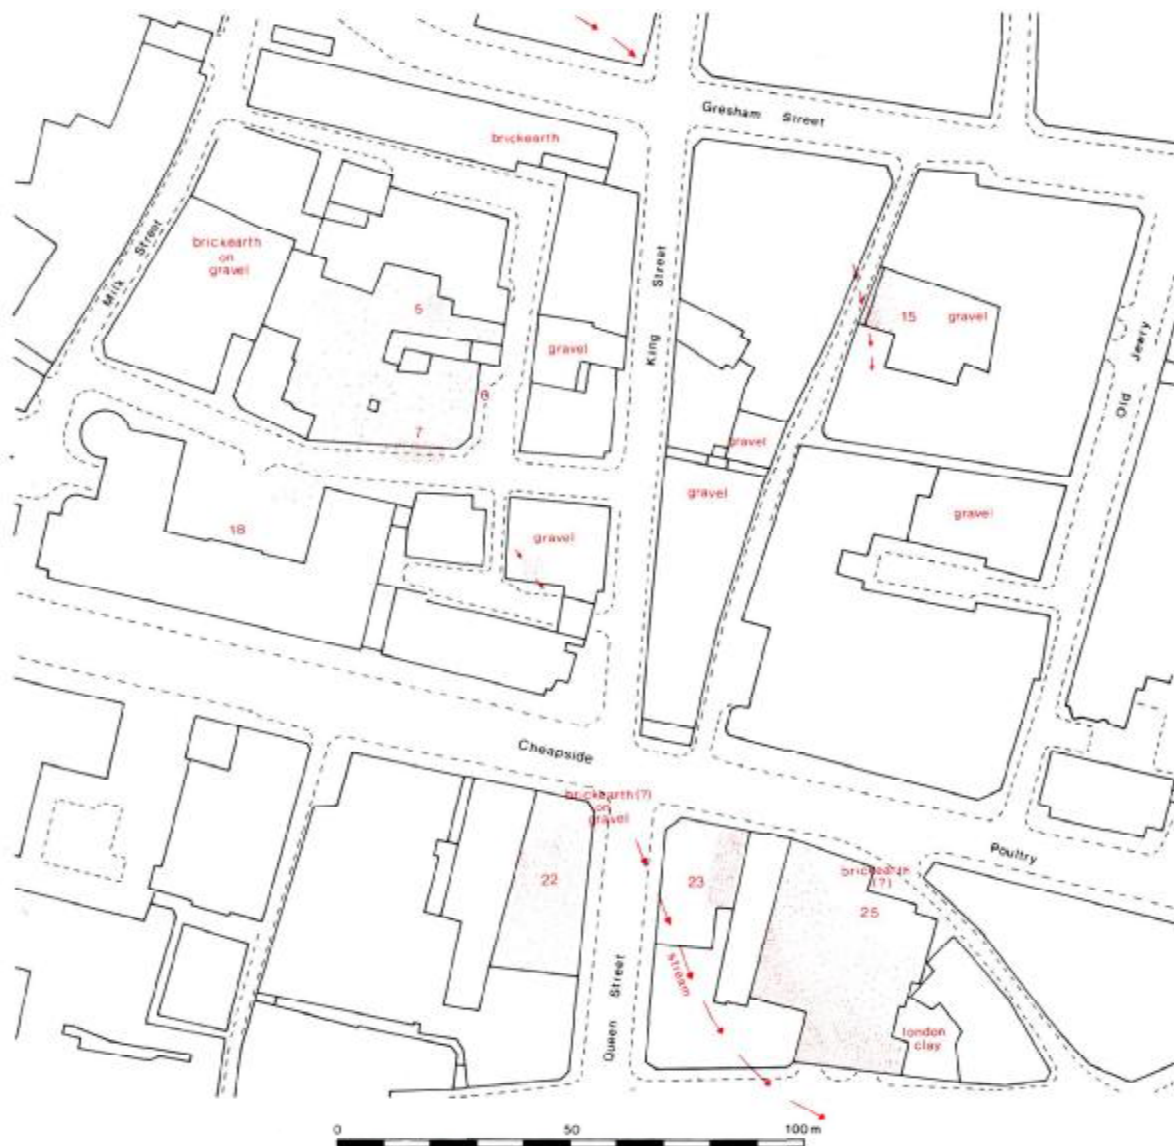 Gresham Street
brickearth
Milk Street
brickearth
on
gravel
King Street
5
15
gravel
gravel
Old Jewry
6
7
gravel
gravel
gravel
18
gravel
Cheapside
brickearth(?)
on
gravel
Poultry
brickearth
(?)
22
23
25
stream
Queen Street
london
clay
0 50 100m